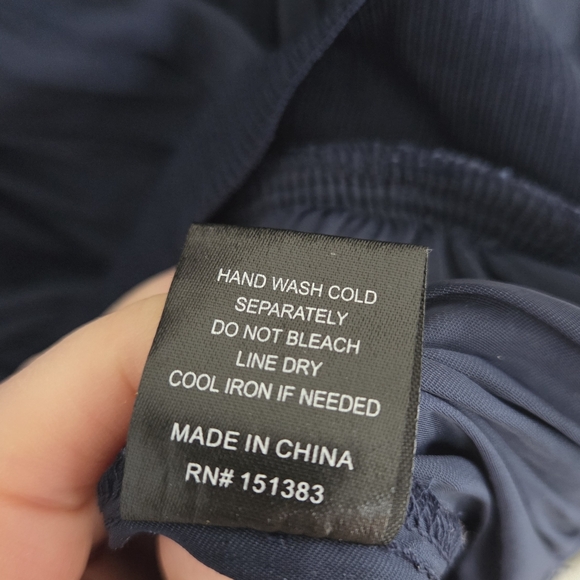 HAND WASH COLD
SEPARATELY
DO NOT BLEACH
LINE DRY
COOL IRON IF NEEDED
MADE IN CHINA
RN# 151383